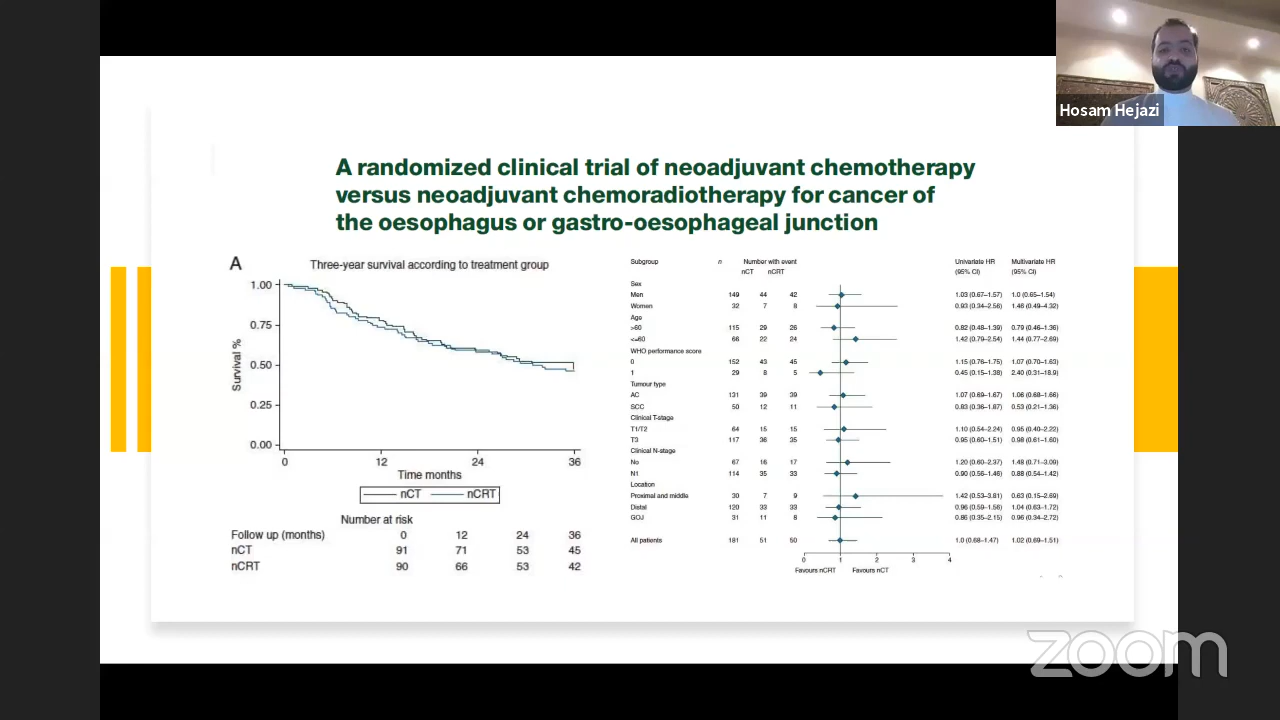 Hosam Hejazi
A randomized clinical trial of neoadjuvant chemotherapy
versus neoadjuvant chemoradiotherapy for cancer of
the oesophagus or gastro-oesophageal junction
A
Three-year survival according to treatment group
1.00
0.75
0.50
0.25
0.00
Survival %
0 12 24 36
Time months
nCT nCRT
Number at risk
Follow up (months) 0 12 24 36
nCT 91 71 53 45
nCRT 90 66 53 42
Subgroup n Number with event Univariate HR Multivariate HR
nCT nCRT (95% CI) (95% CI)
Sex
Men 149 44 42 1.03 (0.67–1.57) 1.0 (0.65–1.54)
Women 32 7 8 0.93 (0.34–2.56) 1.46 (0.49–4.32)
Age
>60 115 29 26 0.82 (0.48–1.39) 0.79 (0.46–1.36)
<=60 66 22 24 1.42 (0.79–2.54) 1.44 (0.77–2.69)
WHO performance score
0 152 43 45 1.15 (0.76–1.75) 1.07 (0.70–1.63)
1 29 8 5 0.45 (0.15–1.38) 2.40 (0.31–18.9)
Tumour type
AC 131 39 39 1.07 (0.69–1.67) 1.06 (0.68–1.66)
SCC 50 12 11 0.83 (0.36–1.87) 0.53 (0.21–1.36)
Clinical T-stage
T1/T2 64 15 15 1.10 (0.54–2.24) 0.95 (0.40–2.22)
T3 117 36 35 0.95 (0.60–1.51) 0.98 (0.61–1.60)
Clinical N-stage
No 67 16 17 1.20 (0.60–2.37) 1.48 (0.71–3.09)
N1 114 35 33 0.90 (0.56–1.46) 0.88 (0.54–1.42)
Location
Proximal and middle 30 7 9 1.42 (0.53–3.81) 0.63 (0.15–2.69)
Distal 120 33 33 0.96 (0.59–1.56) 1.04 (0.63–1.72)
GOJ 31 11 8 0.86 (0.35–2.15) 0.96 (0.34–2.72)
All patients 181 51 50 1.0 (0.68–1.47) 1.02 (0.69–1.51)
0 1 2 3 4
Favours nCRT Favours nCT
zoom